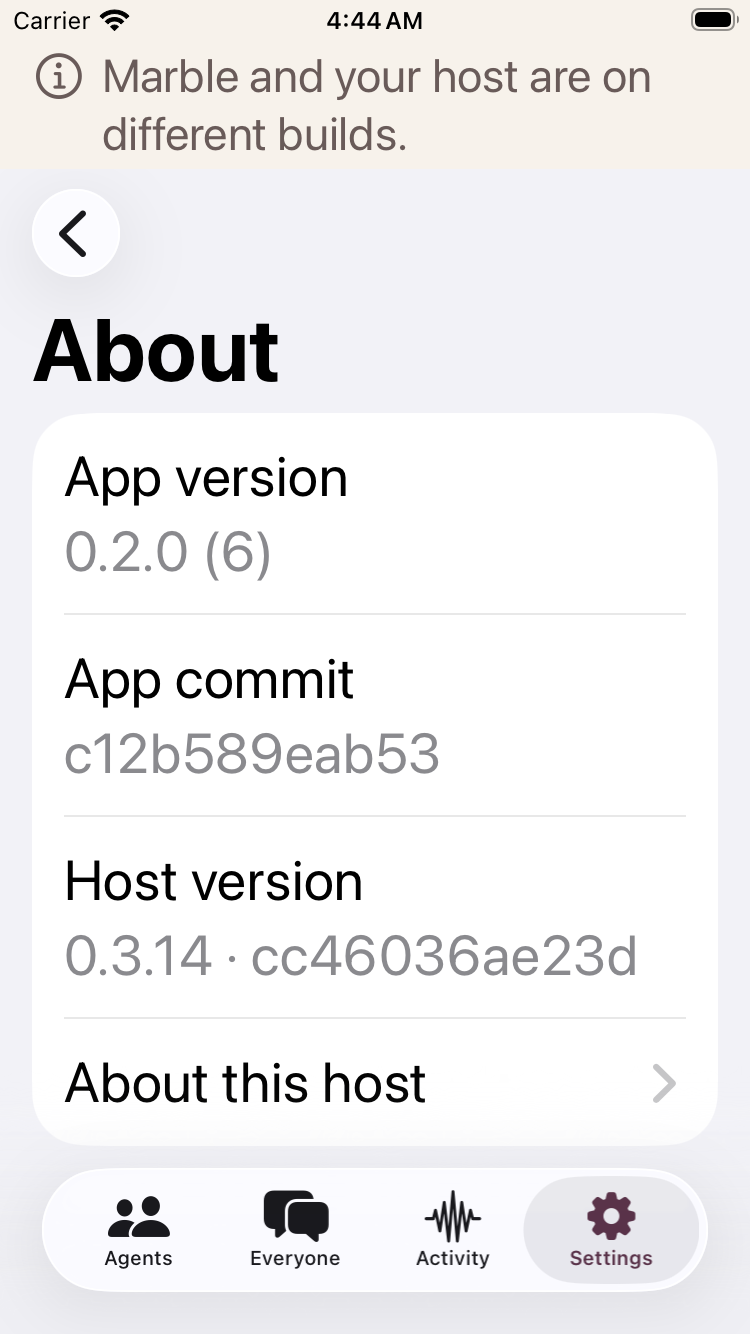 Carrier 4:44 AM
Marble and your host are on
different builds.
About
App version
0.2.0 (6)
App commit
c12b589eab53
Host version
0.3.14 · cc46036ae23d
About this host
Agents Everyone Activity Settings